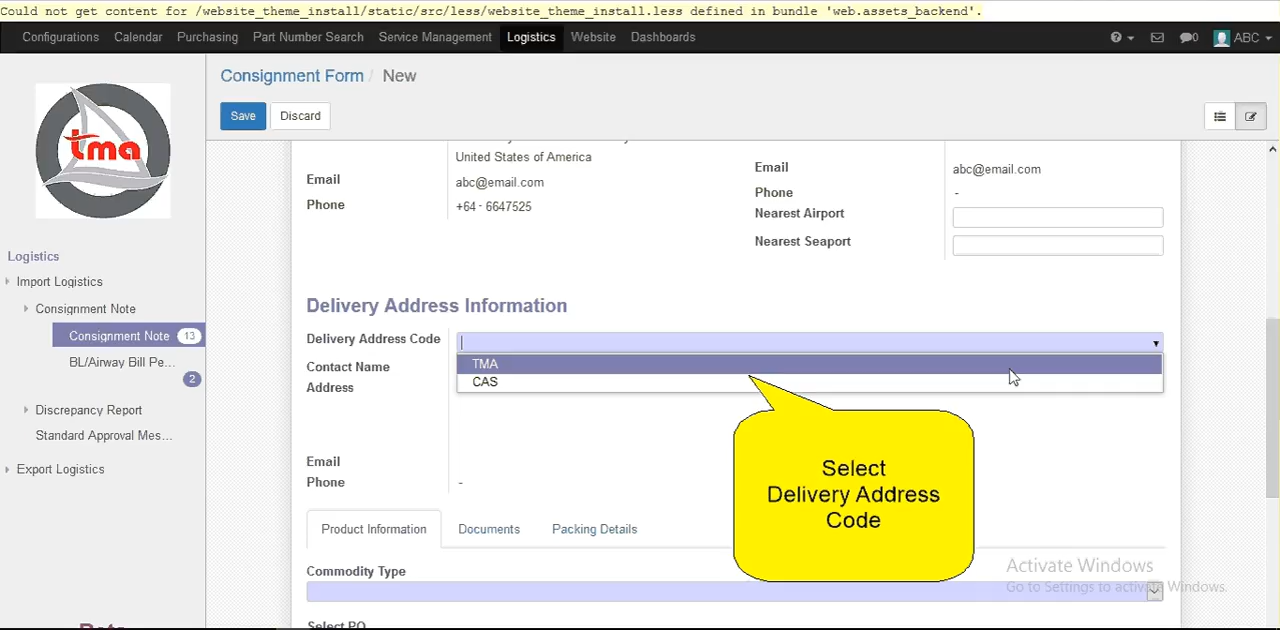 Could not get content for /website_theme_install/static/src/less/website_theme_install.less defined in bundle 'web.assets_backend'.
Configurations Calendar Purchasing Part Number Search Service Management Logistics Website Dashboards 0 ABC
tma
Consignment Form / New
Save Discard
United States of America
Email abc@email.com
Phone +64 - 6647525
Email abc@email.com
Phone -
Nearest Airport
Nearest Seaport
Logistics
Import Logistics
Consignment Note
Consignment Note 13
BL/Airway Bill Pe...
2
Discrepancy Report
Standard Approval Mes...
Export Logistics
Delivery Address Information
Delivery Address Code
TMA
CAS
Contact Name
Address
Email
Phone -
Select
Delivery Address
Code
Product Information Documents Packing Details
Commodity Type
Select PO
Activate Windows
Go to Settings to activate Windows.